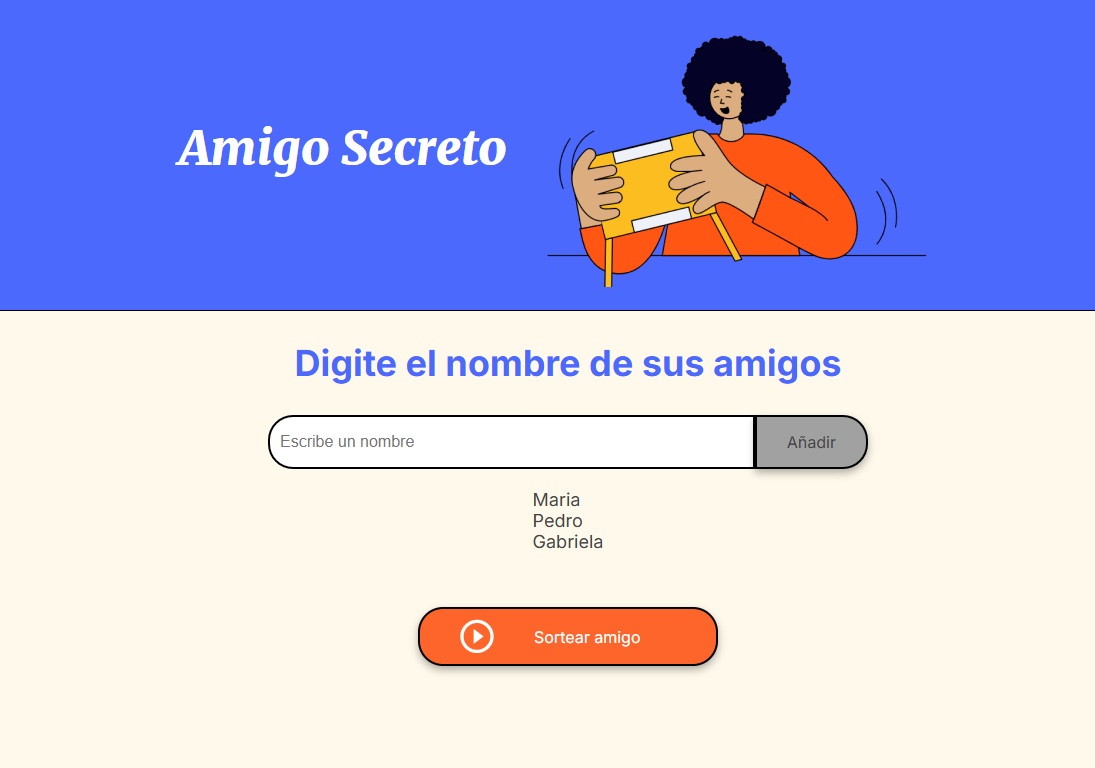 Amigo Secreto
Digite el nombre de sus amigos
Escribe un nombre
Añadir
Maria
Pedro
Gabriela
Sortear amigo